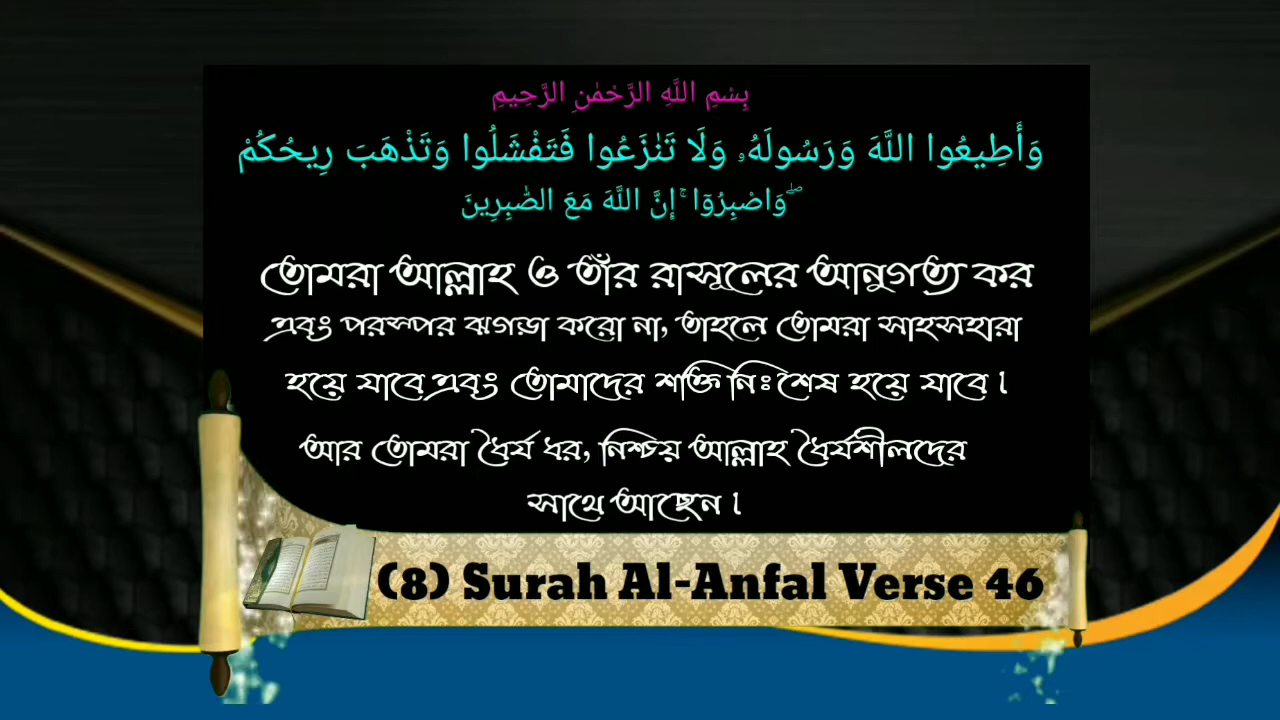 بِسْمِ اللَّهِ الرَّحْمٰنِ الرَّحِيمِ
وَأَطِيعُوا اللَّهَ وَرَسُولَهُۥ وَلَا تَنٰزَعُوا فَتَفْشَلُوا وَتَذْهَبَ رِيحُكُمْ
ۖ وَاصْبِرُوٓا ۚ إِنَّ اللَّهَ مَعَ الصّٰبِرِينَ
তোমরা আল্লাহ ও তাঁর রাসূলের আনুগত্য কর
এবং পরস্পর ঝগড়া করো না, তাহলে তোমরা সাহসহারা
হয়ে যাবে এবং তোমাদের শক্তি নিঃশেষ হয়ে যাবে।
আর তোমরা ধৈর্য ধর, নিশ্চয় আল্লাহ ধৈর্যশীলদের
সাথে আছেন।
(8) Surah Al-Anfal Verse 46